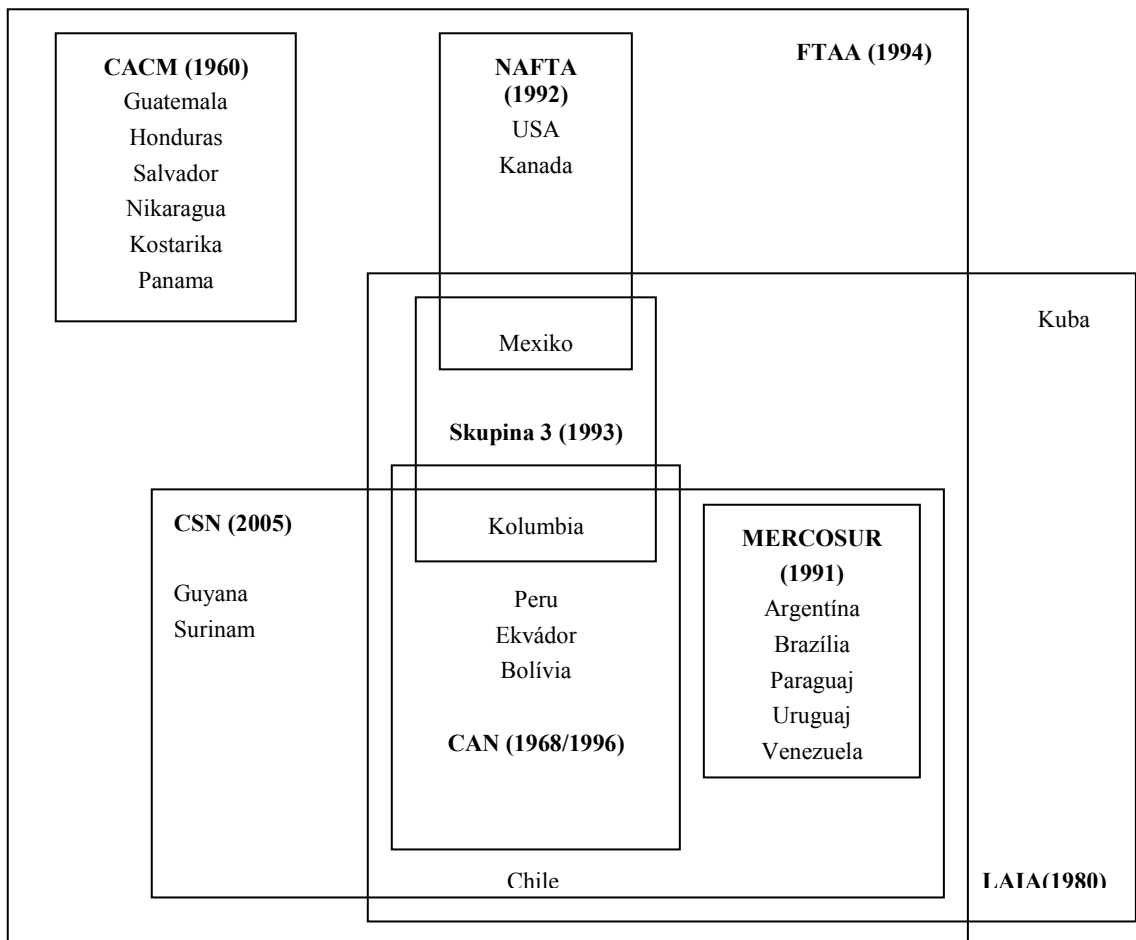 CACM (1960)
Guatemala
Honduras
Salvador
Nikaragua
Kostarika
Panama
NAFTA
(1992)
USA
Kanada
FTAA (1994)
Kuba
Mexiko
Skupina 3 (1993)
CSN (2005)
Guyana
Surinam
Kolumbia
Peru
Ekvádor
Bolívia
CAN (1968/1996)
MERCOSUR
(1991)
Argentína
Brazília
Paraguaj
Uruguaj
Venezuela
Chile
LAIA(1980)